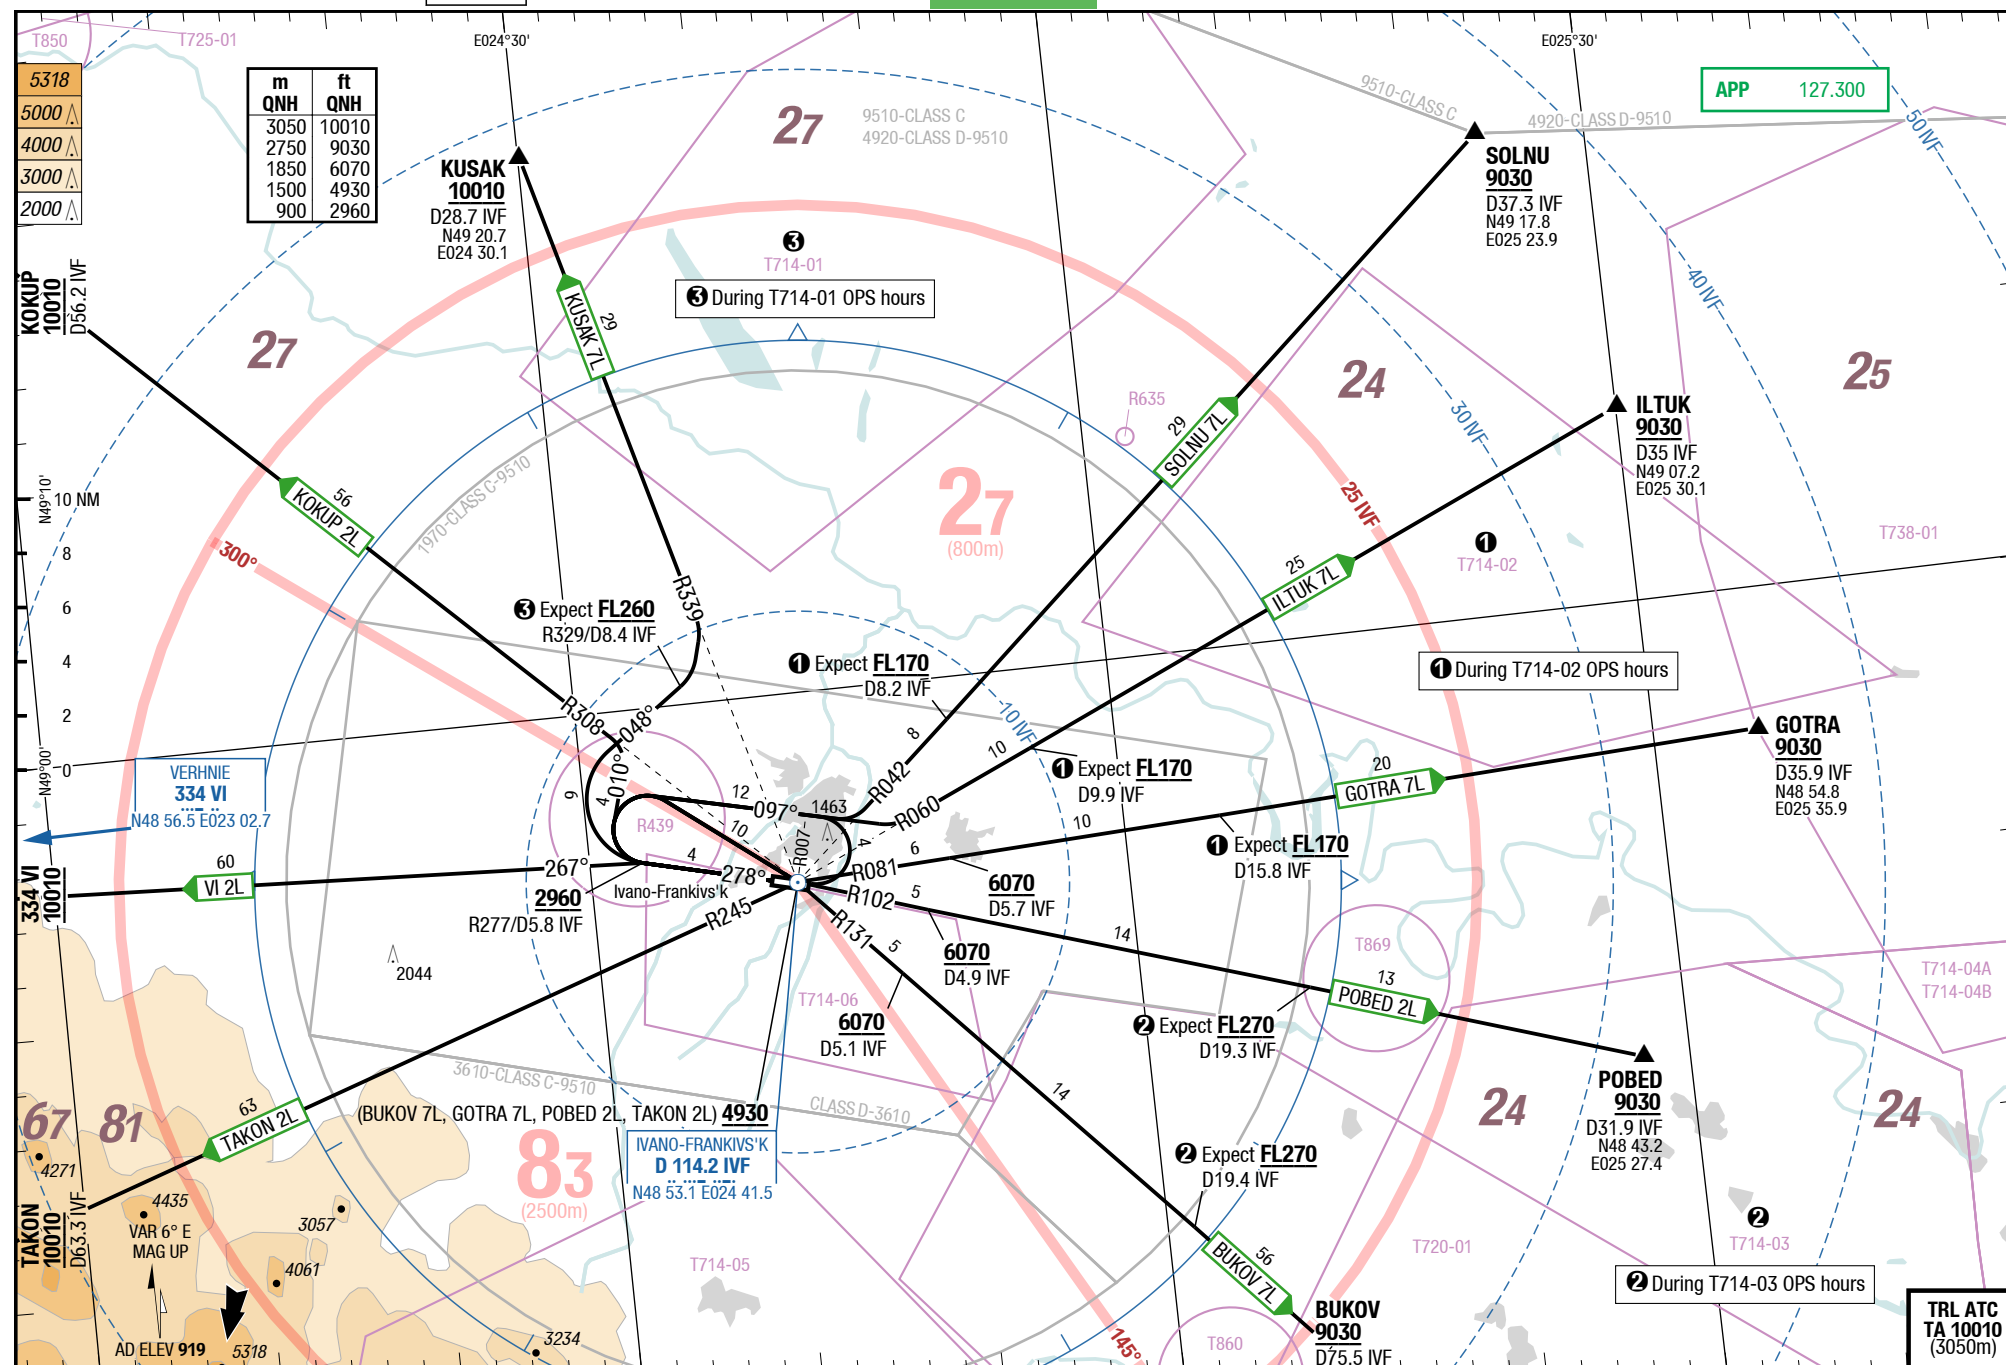 T850
T725-01
E024°30'
E025°30'
5318
5000
4000
3000
2000
m ft
QNH QNH
3050 10010
2750 9030
1850 6070
1500 4930
900 2960
27
9510-CLASS C
4920-CLASS D-9510
9510-CLASS C
4920-CLASS D-9510
APP 127.300
50 IVF
KUSAK
10010
D28.7 IVF
N49 20.7
E024 30.1
SOLNU
9030
D37.3 IVF
N49 17.8
E025 23.9
3
T714-01
3 During T714-01 OPS hours
KOKUP
10010
D56.2 IVF
27
KUSAK 7L
29
40 IVF
24
25
R635
30 IVF
ILTUK
9030
D35 IVF
N49 07.2
E025 30.1
29
SOLNU 7L
1970-CLASS C-9510
27
(800m)
25 IVF
N49°10'
10 NM
8
6
4
2
0
N49°00'
56
KOKUP 2L
300°
1
T714-02
T738-01
25
ILTUK 7L
R339
3 Expect FL260
R329/D8.4 IVF
1 Expect FL170
D8.2 IVF
1 During T714-02 OPS hours
R308
048°
010°
10 IVF
8
10
GOTRA
9030
D35.9 IVF
N48 54.8
E025 35.9
VERHNIE
334 VI
N48 56.5 E023 02.7
1 Expect FL170
D9.9 IVF
20
GOTRA 7L
9
4
12
097°
1463
R042
R060
R439
10
R007
4
10
1 Expect FL170
D15.8 IVF
334 VI
10010
60
VI 2L
267°
4
278°
Ivano-Frankivs'k
R081
6
R102
5
6070
D5.7 IVF
2960
R277/D5.8 IVF
R245
R131
5
6070
D4.9 IVF
14
T869
2044
T714-06
6070
D5.1 IVF
13
POBED 2L
2 Expect FL270
D19.3 IVF
T714-04A
T714-04B
3610-CLASS C-9510
CLASS D-3610
14
POBED
9030
D31.9 IVF
N48 43.2
E025 27.4
67
81
63
TAKON 2L
(BUKOV 7L, GOTRA 7L, POBED 2L, TAKON 2L) 4930
24
24
83
(2500m)
IVANO-FRANKIVS'K
D 114.2 IVF
N48 53.1 E024 41.5
2 Expect FL270
D19.4 IVF
4271
4435
3057
4061
TAKON
10010
D63.3 IVF
VAR 6° E
MAG UP
T714-05
56
BUKOV 7L
T720-01
2
T714-03
2 During T714-03 OPS hours
BUKOV
9030
D75.5 IVF
AD ELEV 919
5318
3234
145°
T860
TRL ATC
TA 10010
(3050m)